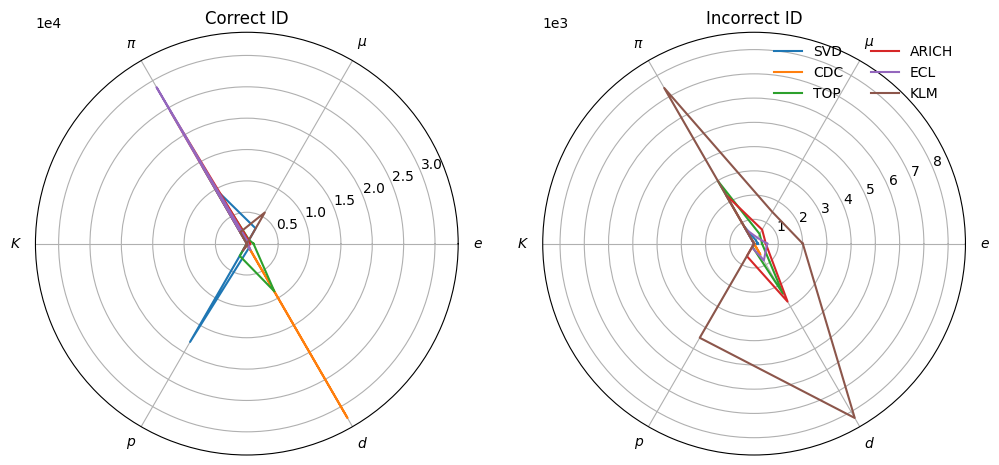 Correct ID
1e4
π
μ
K
e
p
d
0.5
1.0
1.5
2.0
2.5
3.0
Incorrect ID
1e3
π
μ
K
e
p
d
1
2
3
4
5
6
7
8
SVD
CDC
TOP
ARICH
ECL
KLM